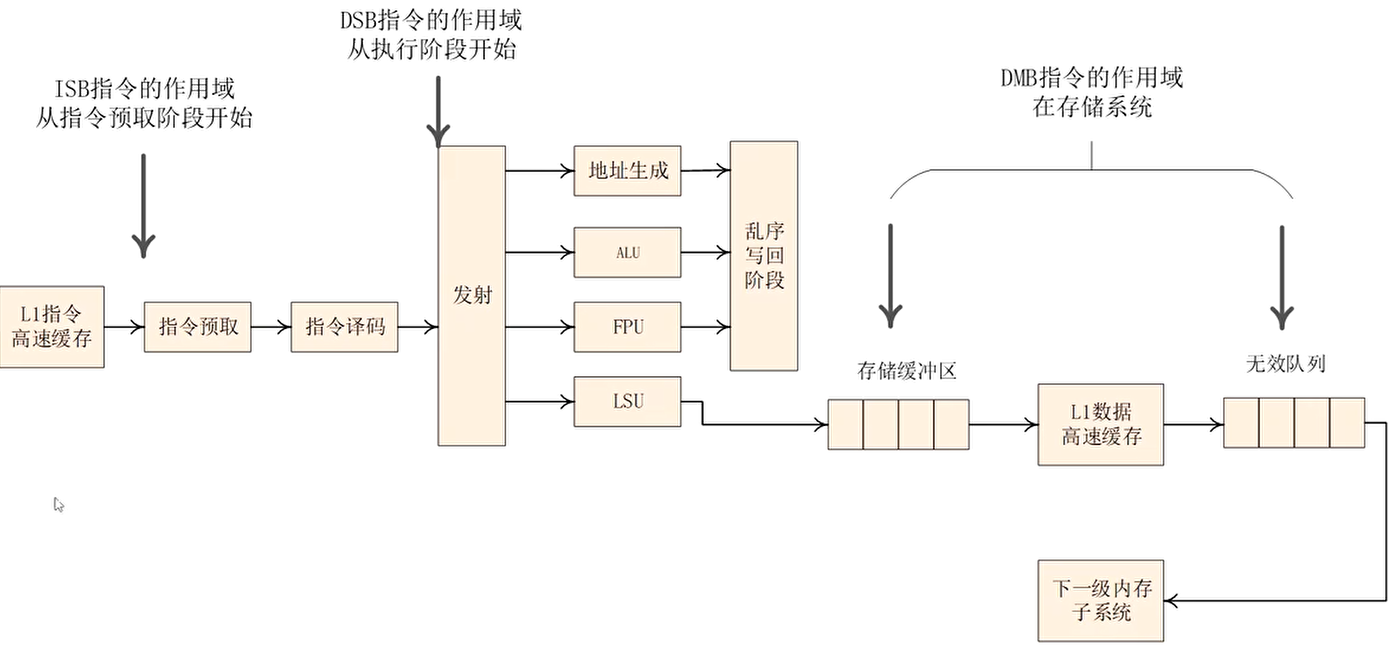 DSB指令的作用域
从执行阶段开始
ISB指令的作用域
从指令预取阶段开始
DMB指令的作用域
在存储系统
L1指令
高速缓存
指令预取
指令译码
发射
地址生成
ALU
FPU
LSU
乱序
写回
阶段
存储缓冲区
L1数据
高速缓存
无效队列
下一级内存
子系统